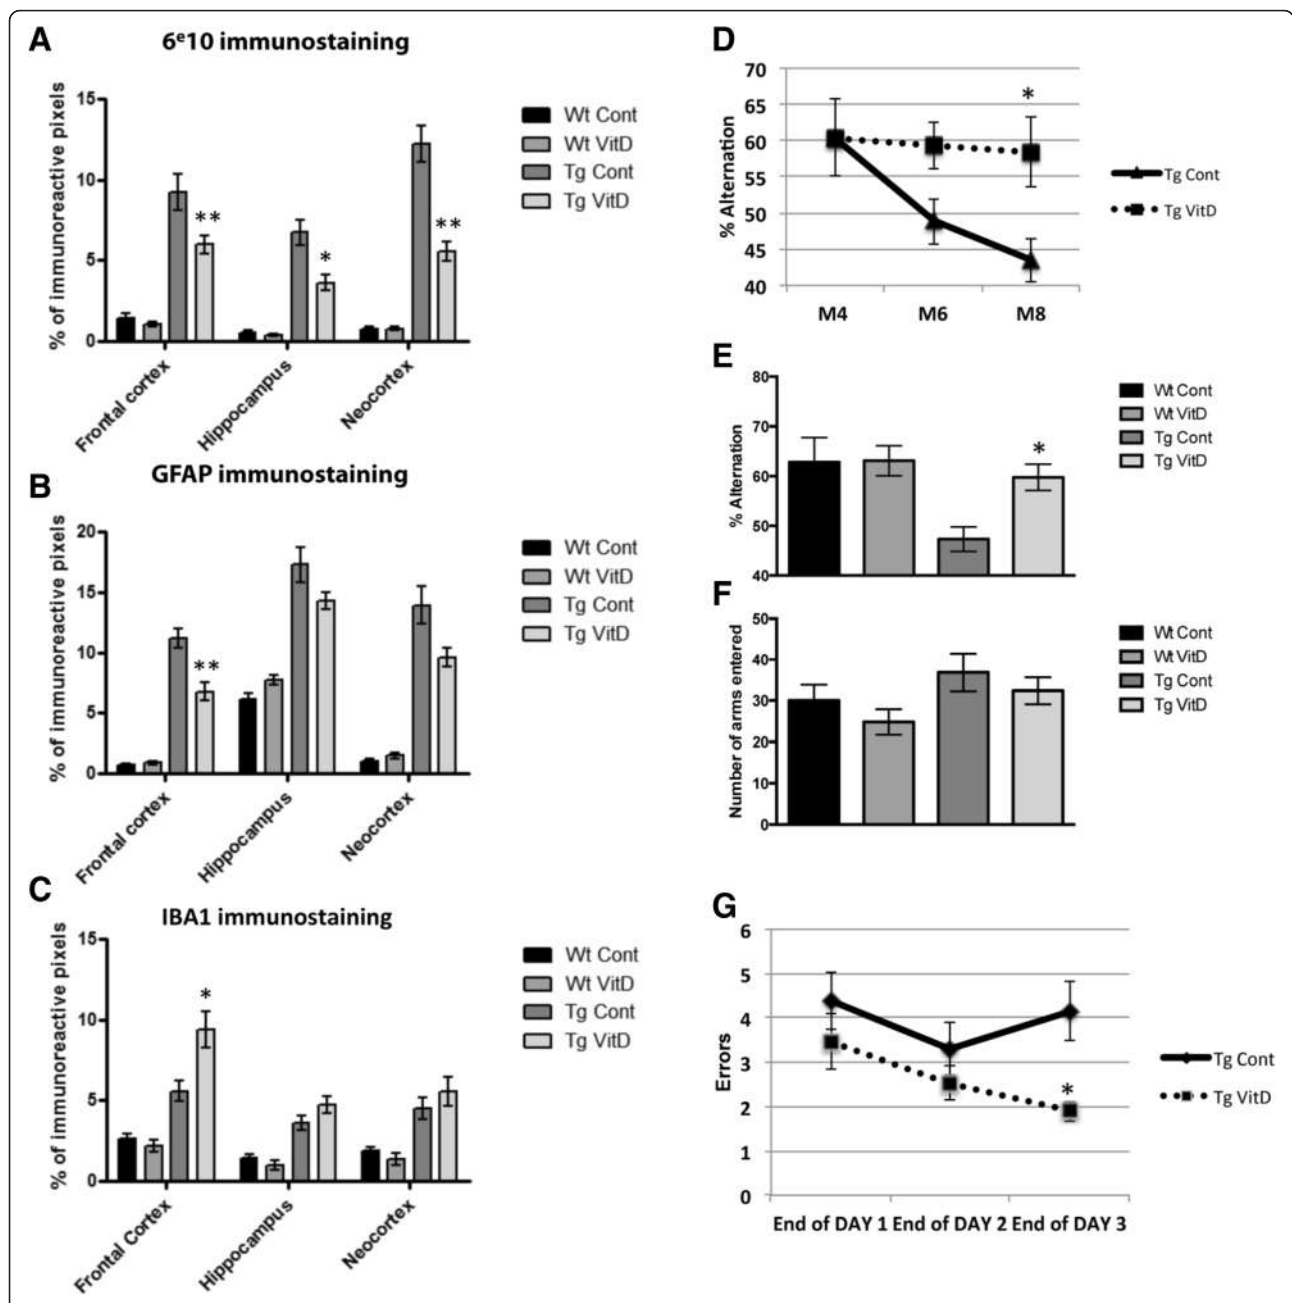 A
6e10 immunostaining
% of immunoreactive pixels
15
10
5
0
**
*
**
Frontal cortex
Hippocampus
Neocortex
Wt Cont
Wt VitD
Tg Cont
Tg VitD
B
GFAP immunostaining
% of immunoreactive pixels
20
15
10
5
0
**
Frontal cortex
Hippocampus
Neocortex
Wt Cont
Wt VitD
Tg Cont
Tg VitD
C
IBA1 immunostaining
% of immunoreactive pixels
15
10
5
0
*
Frontal Cortex
Hippocampus
Neocortex
Wt Cont
Wt VitD
Tg Cont
Tg VitD
D
% Alternation
70
65
60
55
50
45
40
*
M4 M6 M8
Tg Cont
Tg VitD
E
% Alternation
80
70
60
50
40
*
Wt Cont
Wt VitD
Tg Cont
Tg VitD
F
Number of arms entered
50
40
30
20
10
0
Wt Cont
Wt VitD
Tg Cont
Tg VitD
G
Errors
6
5
4
3
2
1
0
*
End of DAY 1 End of DAY 2 End of DAY 3
Tg Cont
Tg VitD